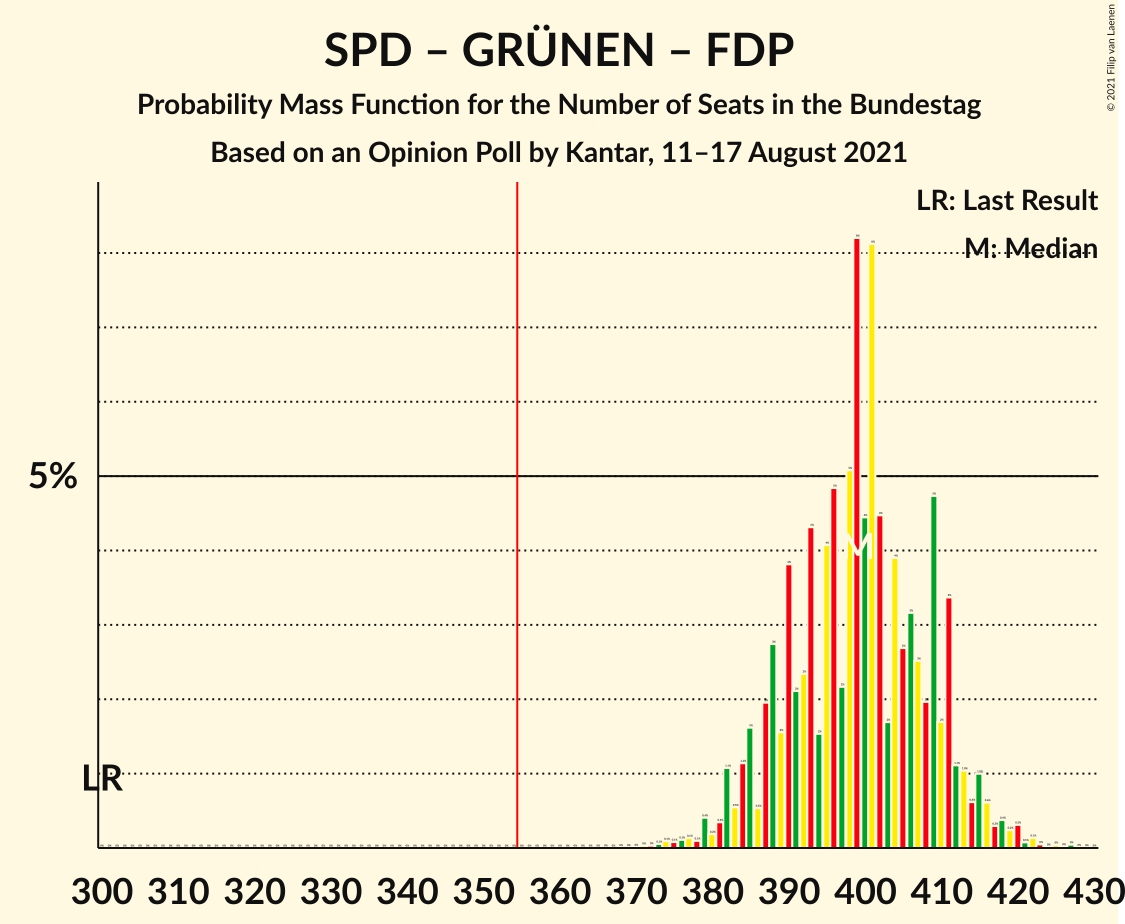 SPD – GRÜNEN – FDP
Probability Mass Function for the Number of Seats in the Bundestag
Based on an Opinion Poll by Kantar, 11–17 August 2021
© 2021 Filip van Laenen
LR: Last Result
M: Median
5%
M
LR
300 310 320 330 340 350 360 370 380 390 400 410 420 430